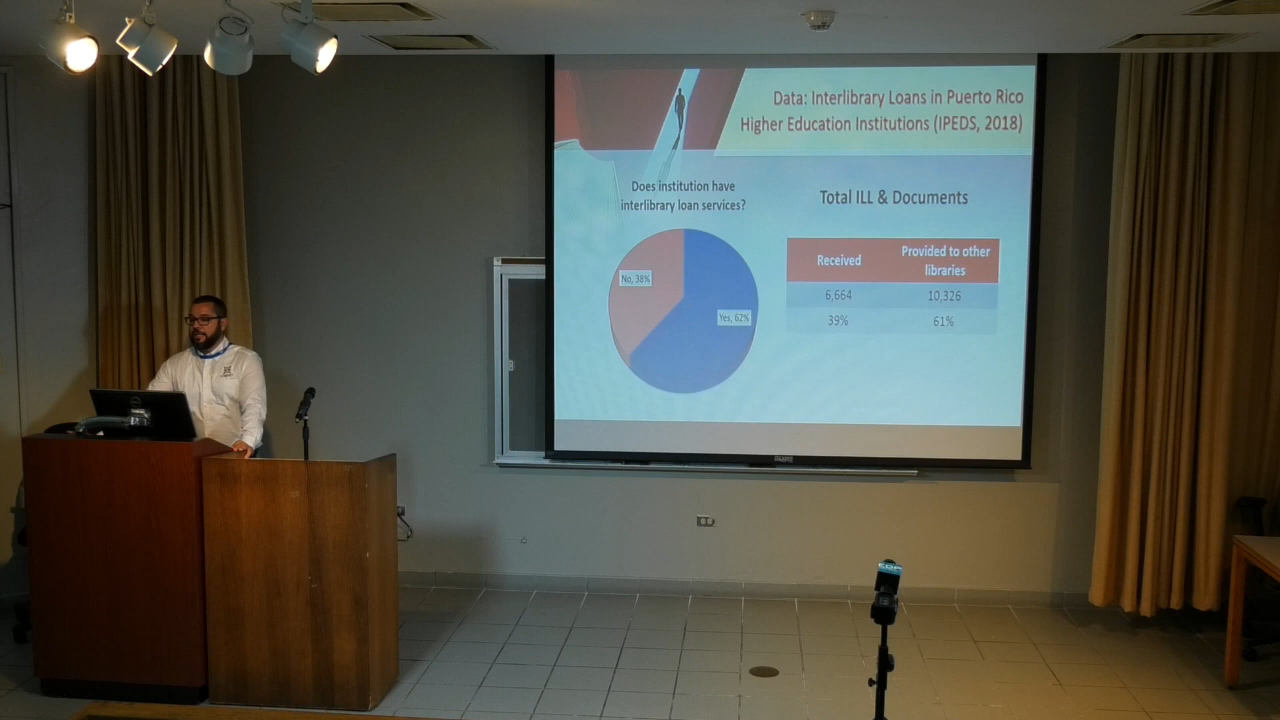 Data: Interlibrary Loans in Puerto Rico
Higher Education Institutions (IPEDS, 2018)
Does institution have
interlibrary loan services?
No, 38%
Yes, 62%
Total ILL & Documents
Received
Provided to other
libraries
6,664
10,326
39%
61%